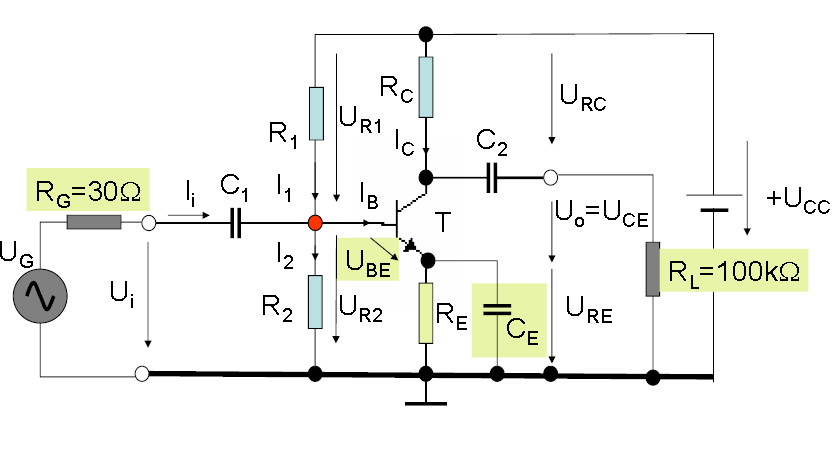 R_C
U_RC
R_1
U_R1
I_C
C_2
R_G=30Ω
I_i
C_1
I_1
I_B
T
U_o=U_CE
+U_CC
U_G
U_i
I_2
U_BE
R_L=100kΩ
R_2
U_R2
R_E
C_E
U_RE